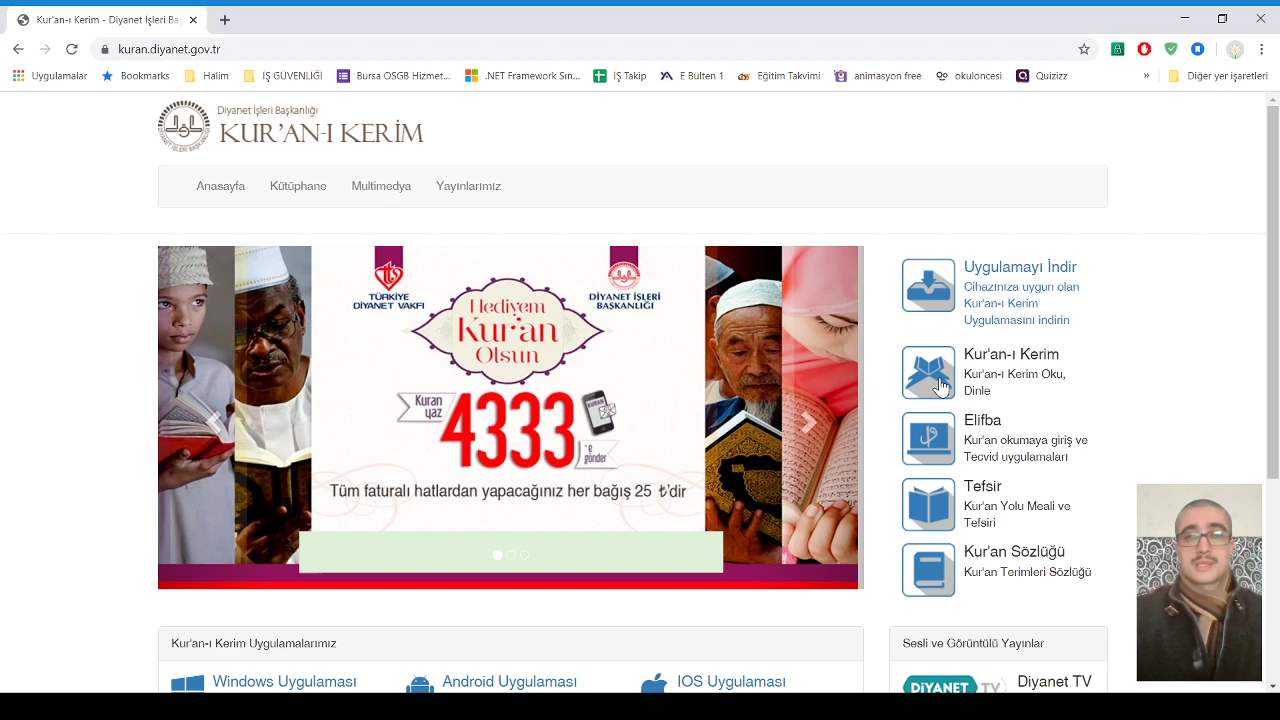 Kur'an-ı Kerim - Diyanet İşleri Ba
kuran.diyanet.gov.tr
Uygulamalar
Bookmarks
Halim
İŞ GÜVENLİĞİ
Bursa OSGB Hizmet...
.NET Framework Sın...
İŞ Takip
E Bülten 1
Eğitim Takvimi
animasyon free
okuloncesi
Quizizz
»
Diğer yer işaretleri
Diyanet İşleri Başkanlığı
KUR'AN-I KERİM
Anasayfa
Kütüphane
Multimedya
Yayınlarımız
TÜRKİYE
DİYANET VAKFI
DİYANET İŞLERİ
BAŞKANLIĞI
Hediyem
Kur'an
Olsun
Kuran
yaz
4333
'e
gönder
Tüm faturalı hatlardan yapacağınız her bağış 25 ₺'dir
Uygulamayı İndir
Cihazınıza uygun olan
Kur'an-ı Kerim
Uygulamasını indirin
Kur'an-ı Kerim
Kur'an-ı Kerim Oku,
Dinle
Elifba
Kur'an okumaya giriş ve
Tecvid uygulamaları
Tefsir
Kur'an Yolu Meali ve
Tefsiri
Kur'an Sözlüğü
Kur'an Terimleri Sözlüğü
Kur'an-ı Kerim Uygulamalarımız
Windows Uygulaması
Android Uygulaması
IOS Uygulaması
Sesli ve Görüntülü Yayınlar
DİYANET TV
Diyanet TV